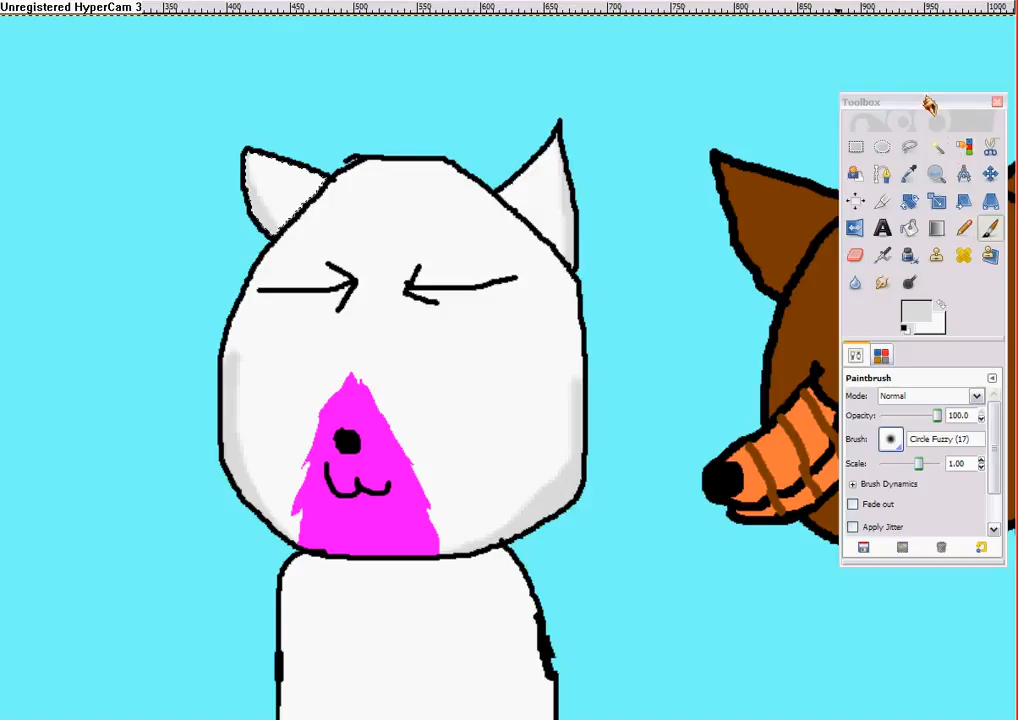 Unregistered HyperCam 3
350 400 450 500 550 600 650 700 750 800 850 900 950 1000
Toolbox
Paintbrush
Mode: Normal
Opacity: 100.0
Brush: Circle Fuzzy (17)
Scale: 1.00
Brush Dynamics
Fade out
Apply Jitter